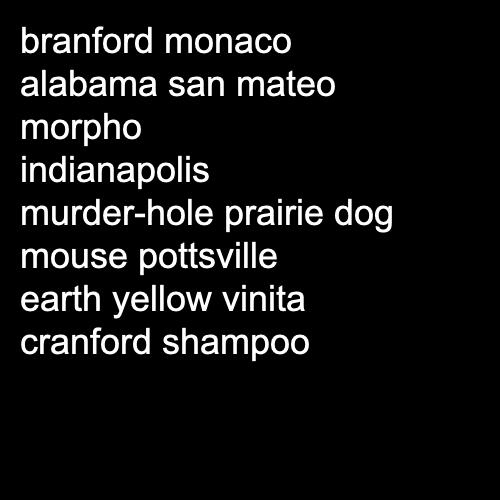 branford monaco
alabama san mateo
morpho
indianapolis
murder-hole prairie dog
mouse pottsville
earth yellow vinita
cranford shampoo